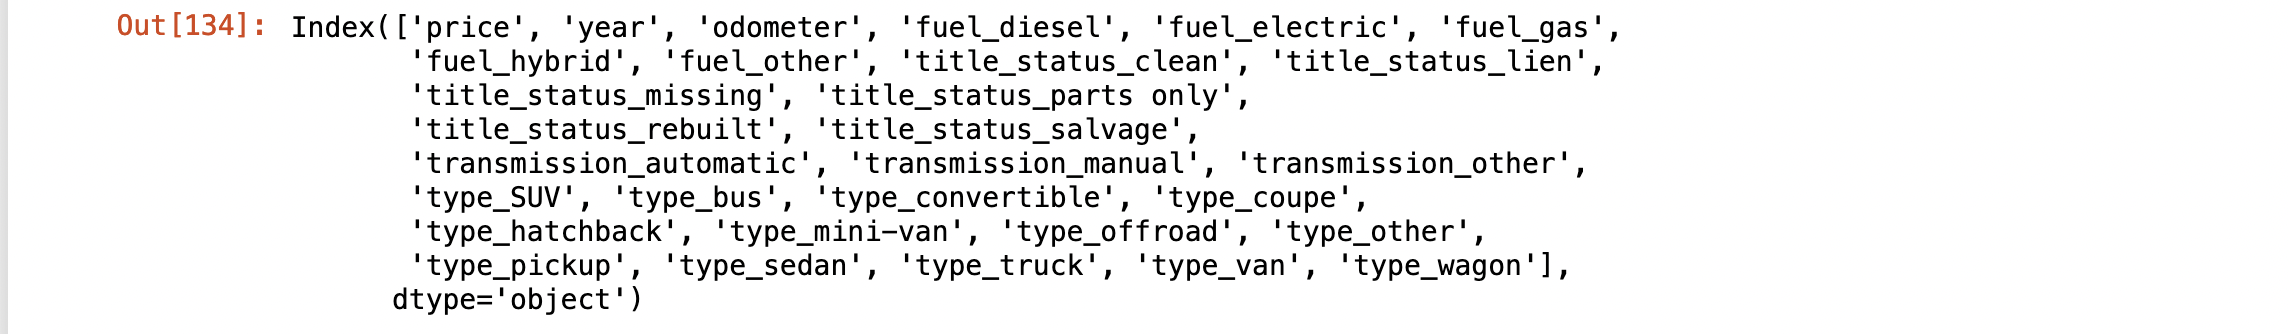 Out[134]: Index(['price', 'year', 'odometer', 'fuel_diesel', 'fuel_electric', 'fuel_gas',
'fuel_hybrid', 'fuel_other', 'title_status_clean', 'title_status_lien',
'title_status_missing', 'title_status_parts only',
'title_status_rebuilt', 'title_status_salvage',
'transmission_automatic', 'transmission_manual', 'transmission_other',
'type_SUV', 'type_bus', 'type_convertible', 'type_coupe',
'type_hatchback', 'type_mini-van', 'type_offroad', 'type_other',
'type_pickup', 'type_sedan', 'type_truck', 'type_van', 'type_wagon'],
dtype='object')